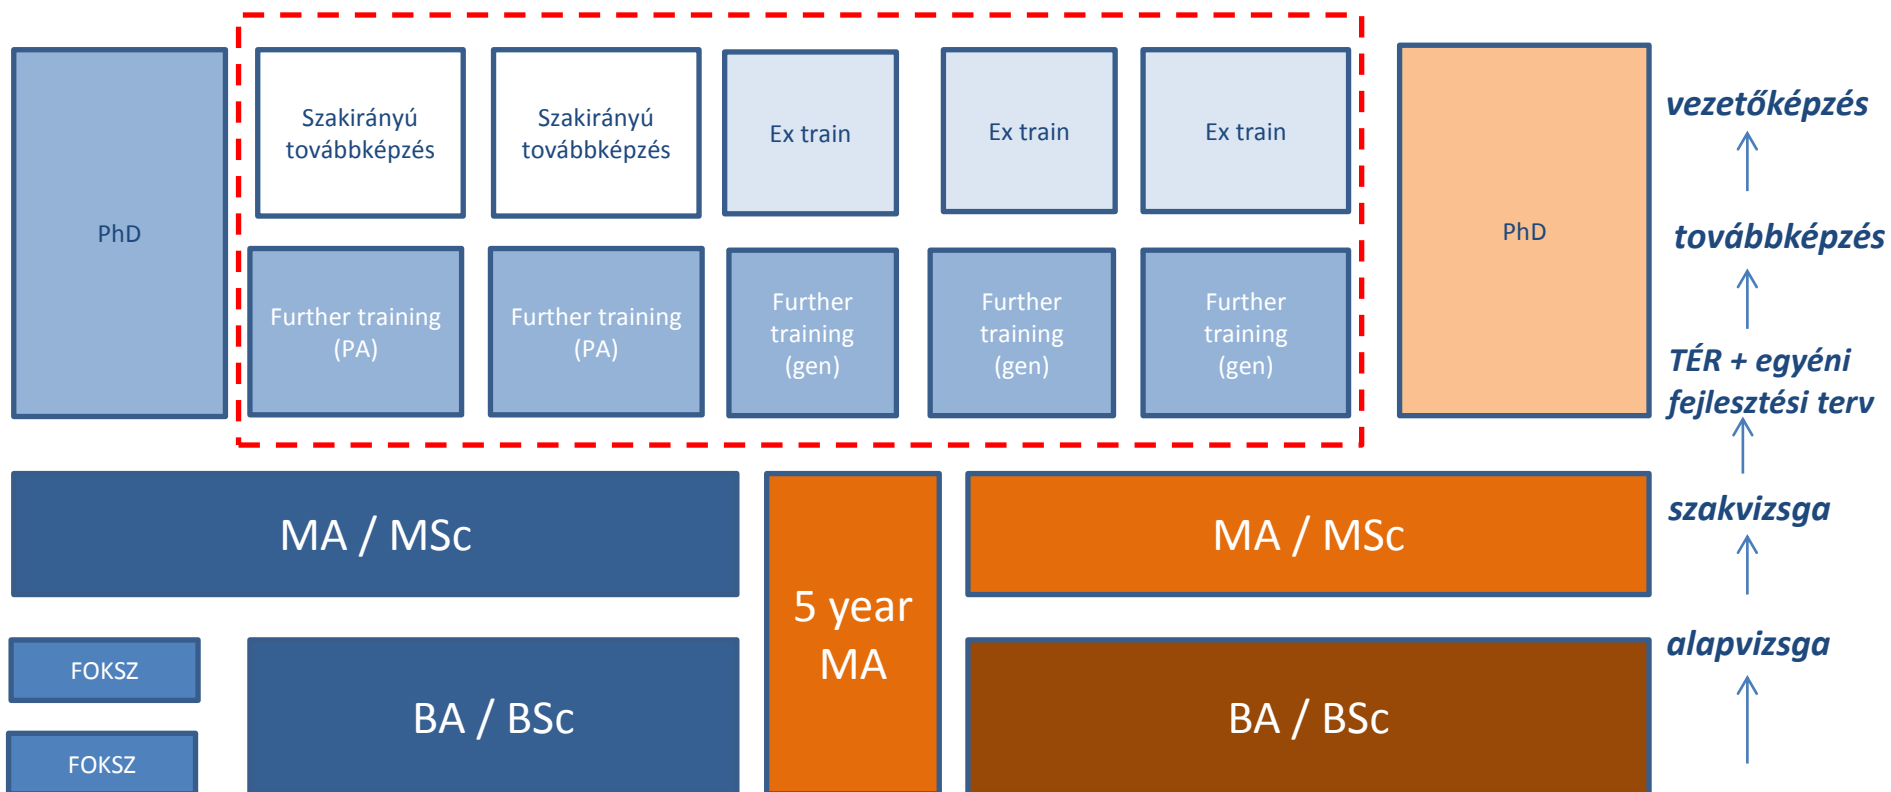 PhD
Szakirányú
továbbképzés
Szakirányú
továbbképzés
Ex train
Ex train
Ex train
PhD
vezetőképzés
továbbképzés
Further training
(PA)
Further training
(PA)
Further
training
(gen)
Further
training
(gen)
Further
training
(gen)
TÉR + egyéni
fejlesztési terv
MA / MSc
5 year
MA
MA / MSc
szakvizsga
FOKSZ
FOKSZ
BA / BSc
BA / BSc
alapvizsga